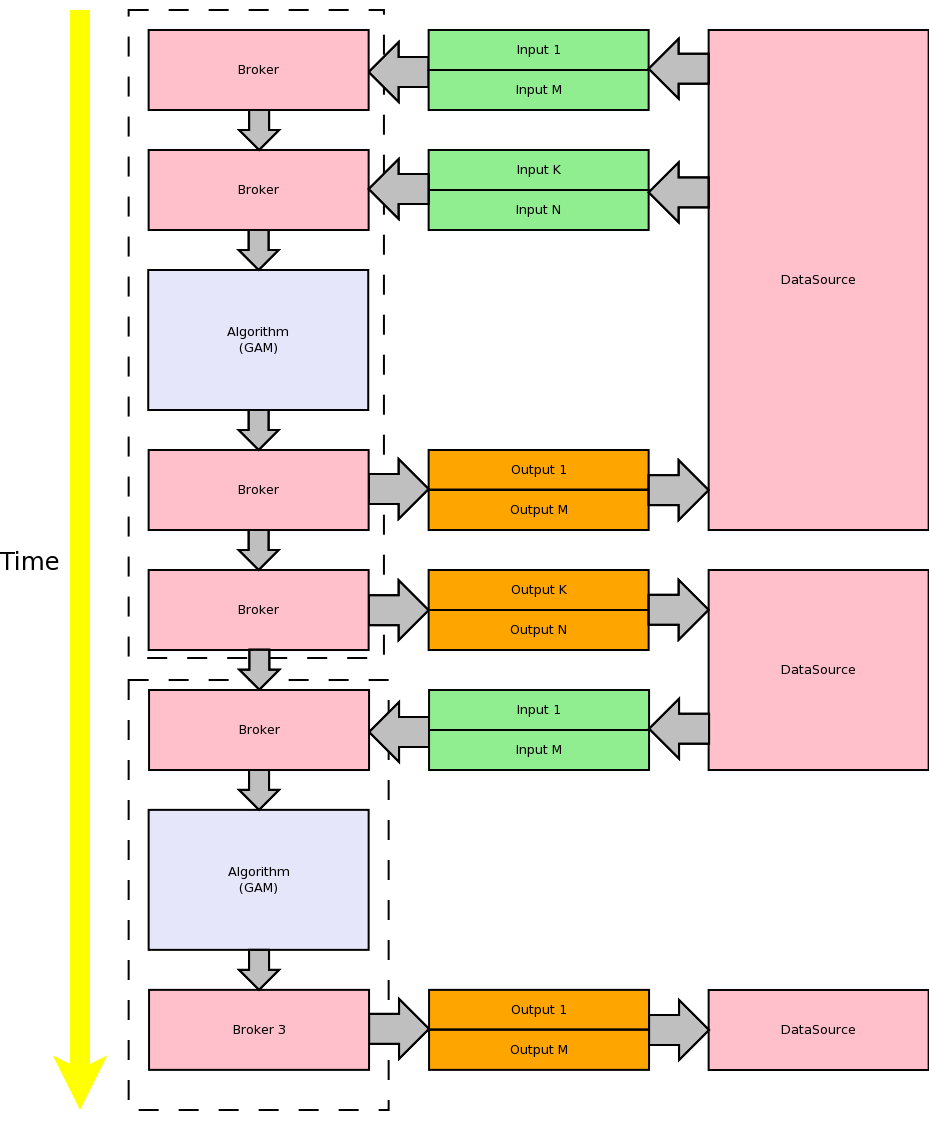 Broker
Input 1
Input M
Broker
Input K
Input N
DataSource
Algorithm
(GAM)
Broker
Output 1
Output M
Time
Broker
Output K
Output N
DataSource
Broker
Input 1
Input M
Algorithm
(GAM)
Broker 3
Output 1
Output M
DataSource